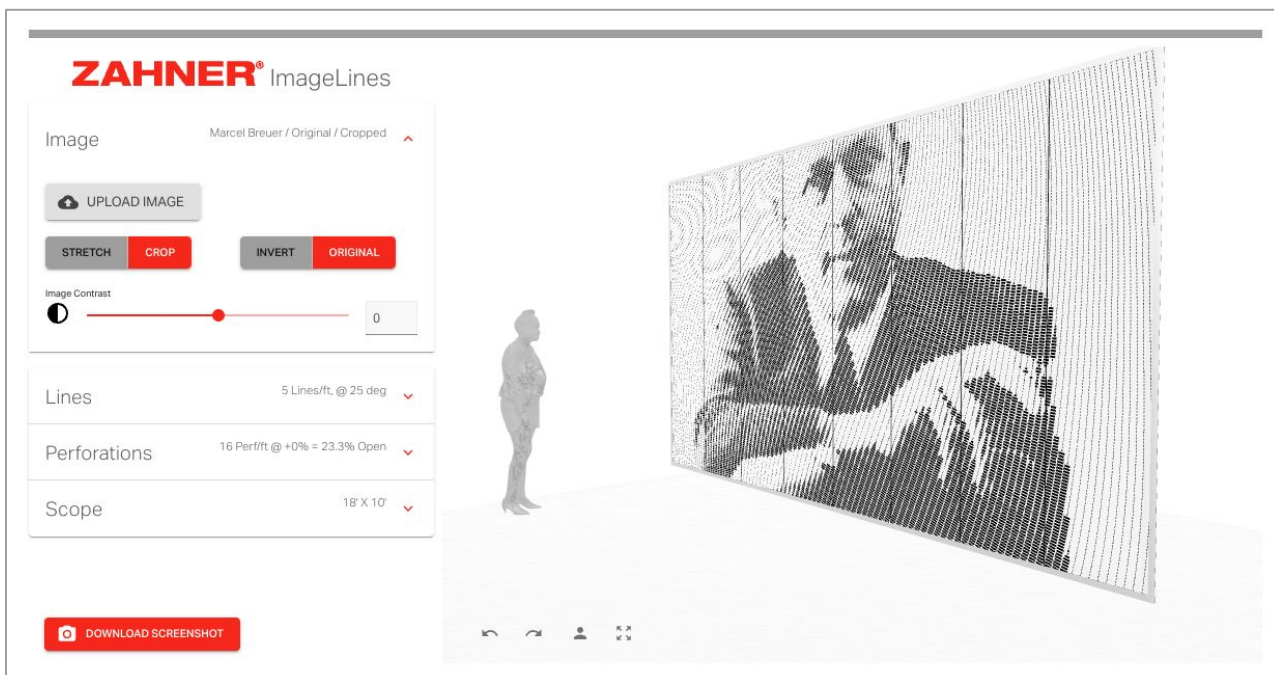 ZAHNER® ImageLines
Image
Marcel Breuer / Original / Cropped
UPLOAD IMAGE
STRETCH CROP INVERT ORIGINAL
Image Contrast
0
Lines
5 Lines/ft, @ 25 deg
Perforations
16 Perf/ft @ +0% = 23.3% Open
Scope
18' X 10'
DOWNLOAD SCREENSHOT